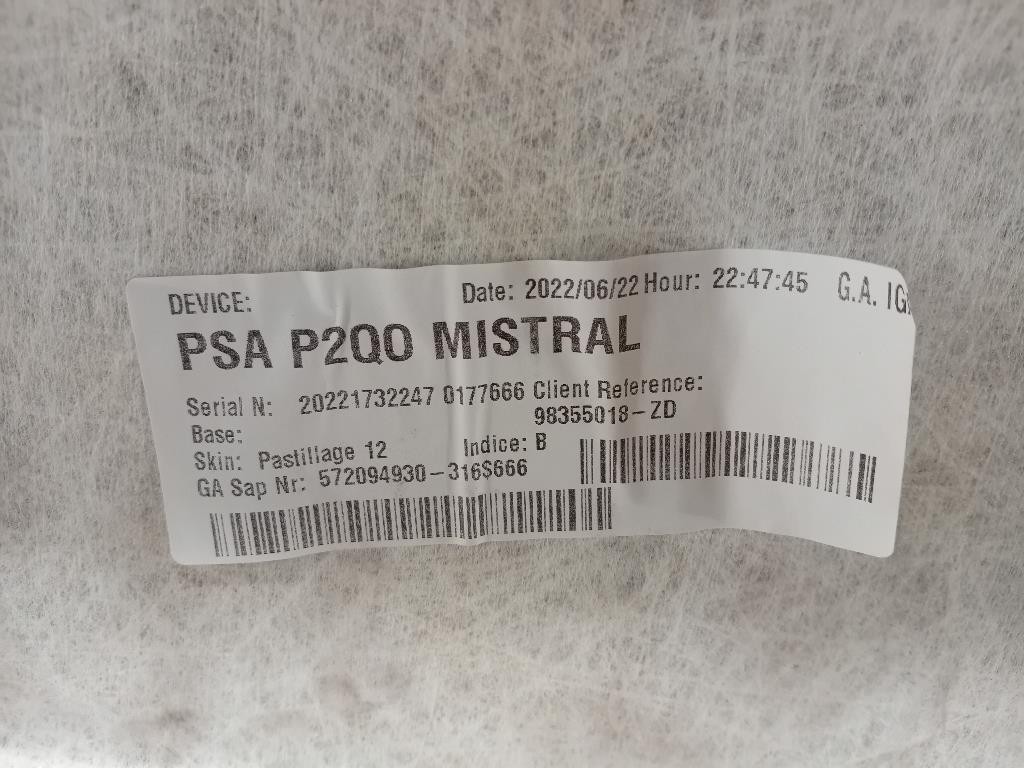 DEVICE: Date: 2022/06/22 Hour: 22:47:45 G.A. IG
PSA P2QO MISTRAL
Serial N: 20221732247 0177666 Client Reference:
Base: 98355018-ZD
Skin: Pastillage 12 Indice: B
GA Sap Nr: 572094930-316S666